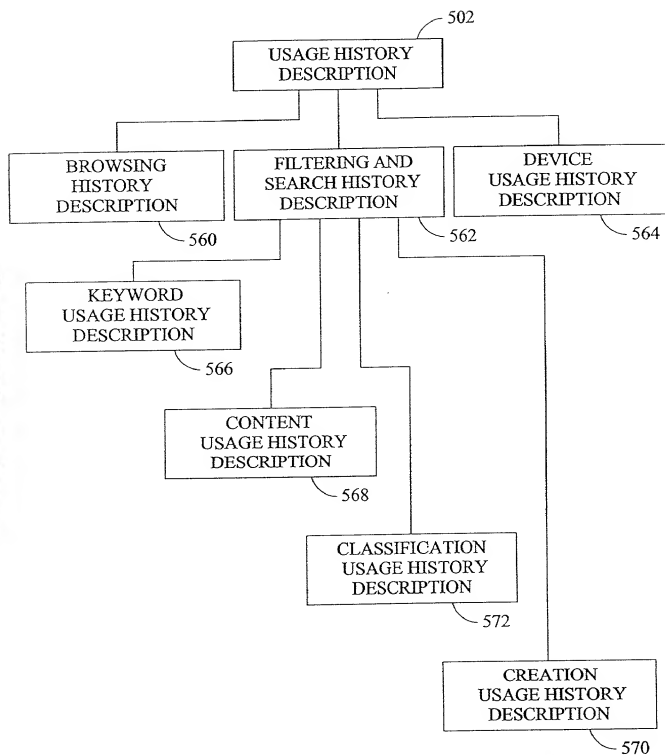 502
USAGE HISTORY
DESCRIPTION
BROWSING
HISTORY
DESCRIPTION
560
FILTERING AND
SEARCH HISTORY
DESCRIPTION
562
DEVICE
USAGE HISTORY
DESCRIPTION
564
KEYWORD
USAGE HISTORY
DESCRIPTION
566
CONTENT
USAGE HISTORY
DESCRIPTION
568
CLASSIFICATION
USAGE HISTORY
DESCRIPTION
572
CREATION
USAGE HISTORY
DESCRIPTION
570